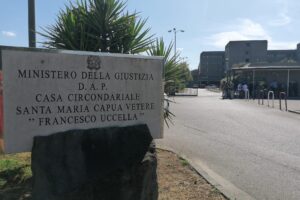 MINISTERO DELLA GIUSTIZIA
D. A. P.
CASA CIRCONDARIALE
SANTA MARIA CAPUA VETERE
" FRANCESCO UCCELLA "